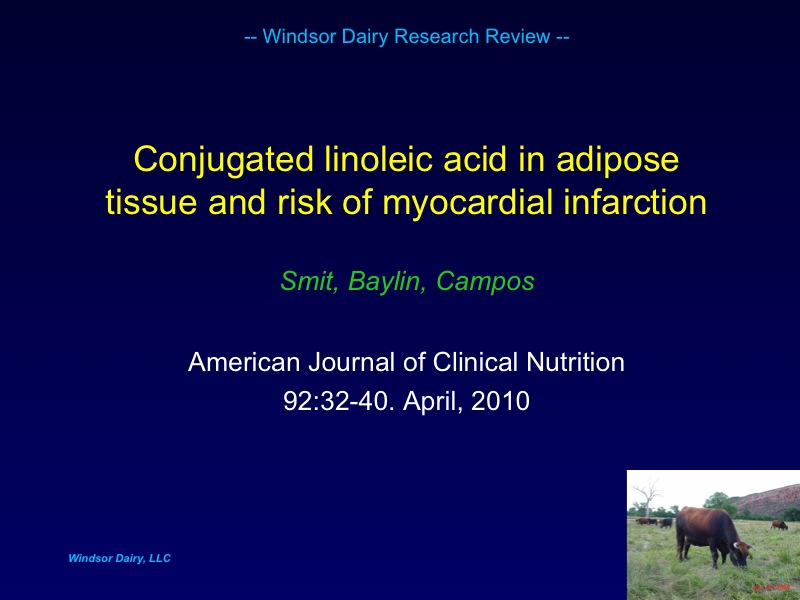 -- Windsor Dairy Research Review --
Conjugated linoleic acid in adipose
tissue and risk of myocardial infarction
Smit, Baylin, Campos
American Journal of Clinical Nutrition
92:32-40. April, 2010
Windsor Dairy, LLC